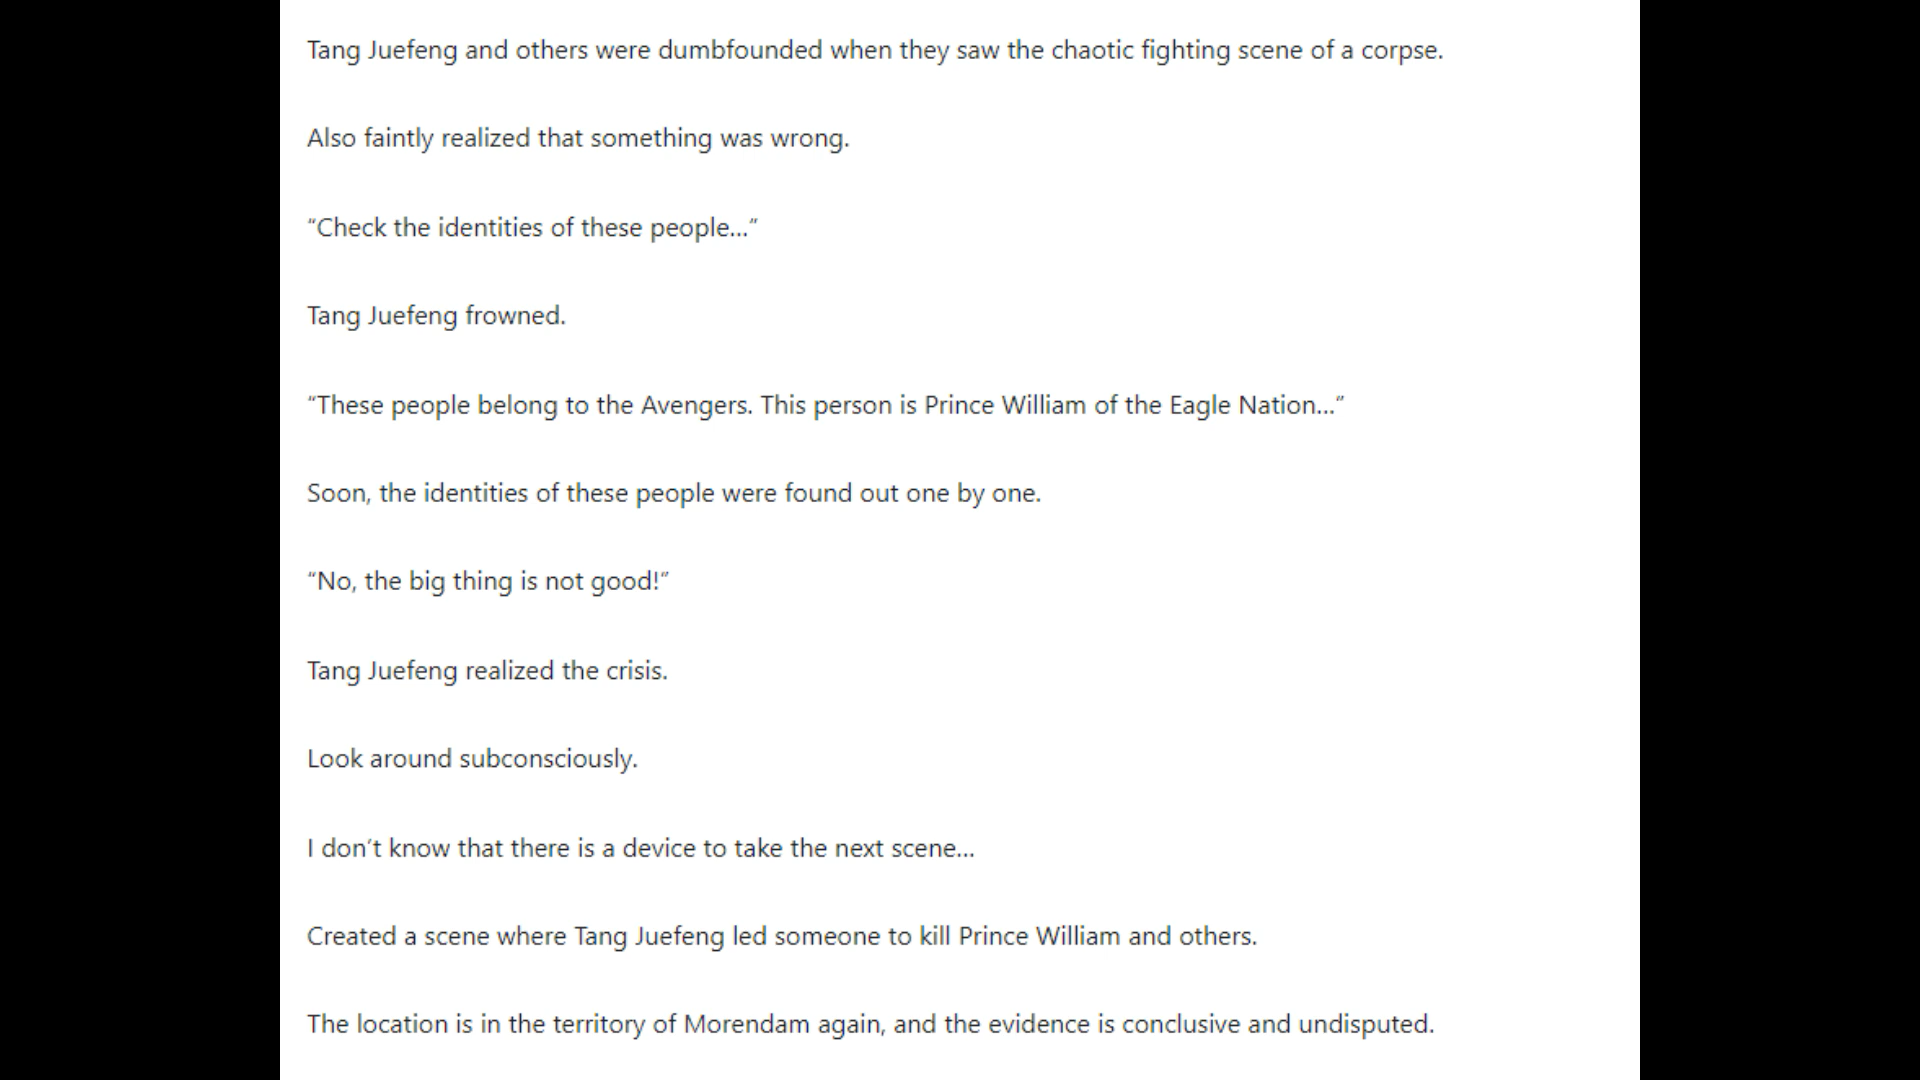 Tang Juefeng and others were dumbfounded when they saw the chaotic fighting scene of a corpse.
Also faintly realized that something was wrong.
“Check the identities of these people...”
Tang Juefeng frowned.
“These people belong to the Avengers. This person is Prince William of the Eagle Nation...”
Soon, the identities of these people were found out one by one.
“No, the big thing is not good!”
Tang Juefeng realized the crisis.
Look around subconsciously.
I don’t know that there is a device to take the next scene...
Created a scene where Tang Juefeng led someone to kill Prince William and others.
The location is in the territory of Morendam again, and the evidence is conclusive and undisputed.